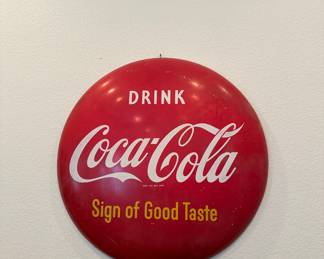 DRINK
Coca-Cola
Sign of Good Taste